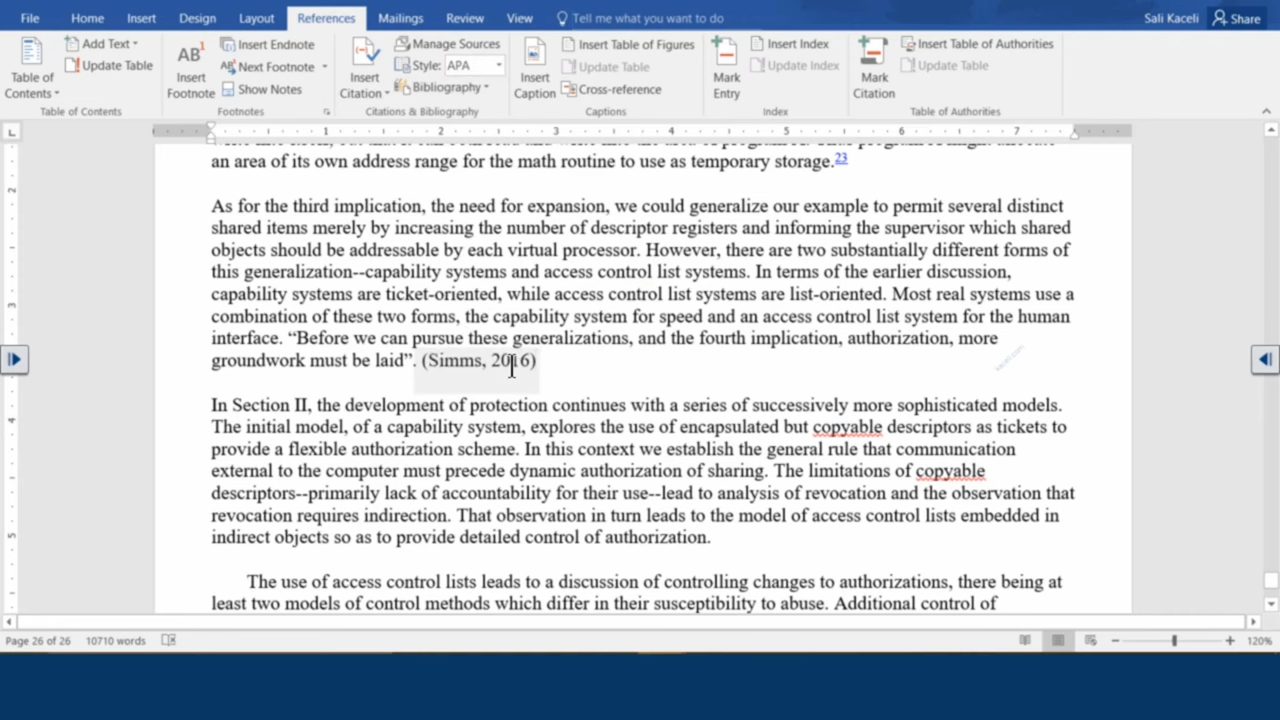 File Home Insert Design Layout References Mailings Review View Tell me what you want to do Sali Kaceli Share
Table of Contents
Add Text
Update Table
Table of Contents
AB1
Insert Footnote
Insert Endnote
Next Footnote
Show Notes
Footnotes
Insert Citation
Manage Sources
Style: APA
Bibliography
Citations & Bibliography
Insert Caption
Insert Table of Figures
Update Table
Cross-reference
Captions
Mark Entry
Insert Index
Update Index
Index
Mark Citation
Insert Table of Authorities
Update Table
Table of Authorities
L
1 2 3 4 5 6 7
2
3
4
5
an area of its own address range for the math routine to use as temporary storage.23
As for the third implication, the need for expansion, we could generalize our example to permit several distinct
shared items merely by increasing the number of descriptor registers and informing the supervisor which shared
objects should be addressable by each virtual processor. However, there are two substantially different forms of
this generalization--capability systems and access control list systems. In terms of the earlier discussion,
capability systems are ticket-oriented, while access control list systems are list-oriented. Most real systems use a
combination of these two forms, the capability system for speed and an access control list system for the human
interface. “Before we can pursue these generalizations, and the fourth implication, authorization, more
groundwork must be laid”. (Simms, 2016)
kaceli.com
In Section II, the development of protection continues with a series of successively more sophisticated models.
The initial model, of a capability system, explores the use of encapsulated but copyable descriptors as tickets to
provide a flexible authorization scheme. In this context we establish the general rule that communication
external to the computer must precede dynamic authorization of sharing. The limitations of copyable
descriptors--primarily lack of accountability for their use--lead to analysis of revocation and the observation that
revocation requires indirection. That observation in turn leads to the model of access control lists embedded in
indirect objects so as to provide detailed control of authorization.
The use of access control lists leads to a discussion of controlling changes to authorizations, there being at
least two models of control methods which differ in their susceptibility to abuse. Additional control of
Page 26 of 26 10710 words 120%